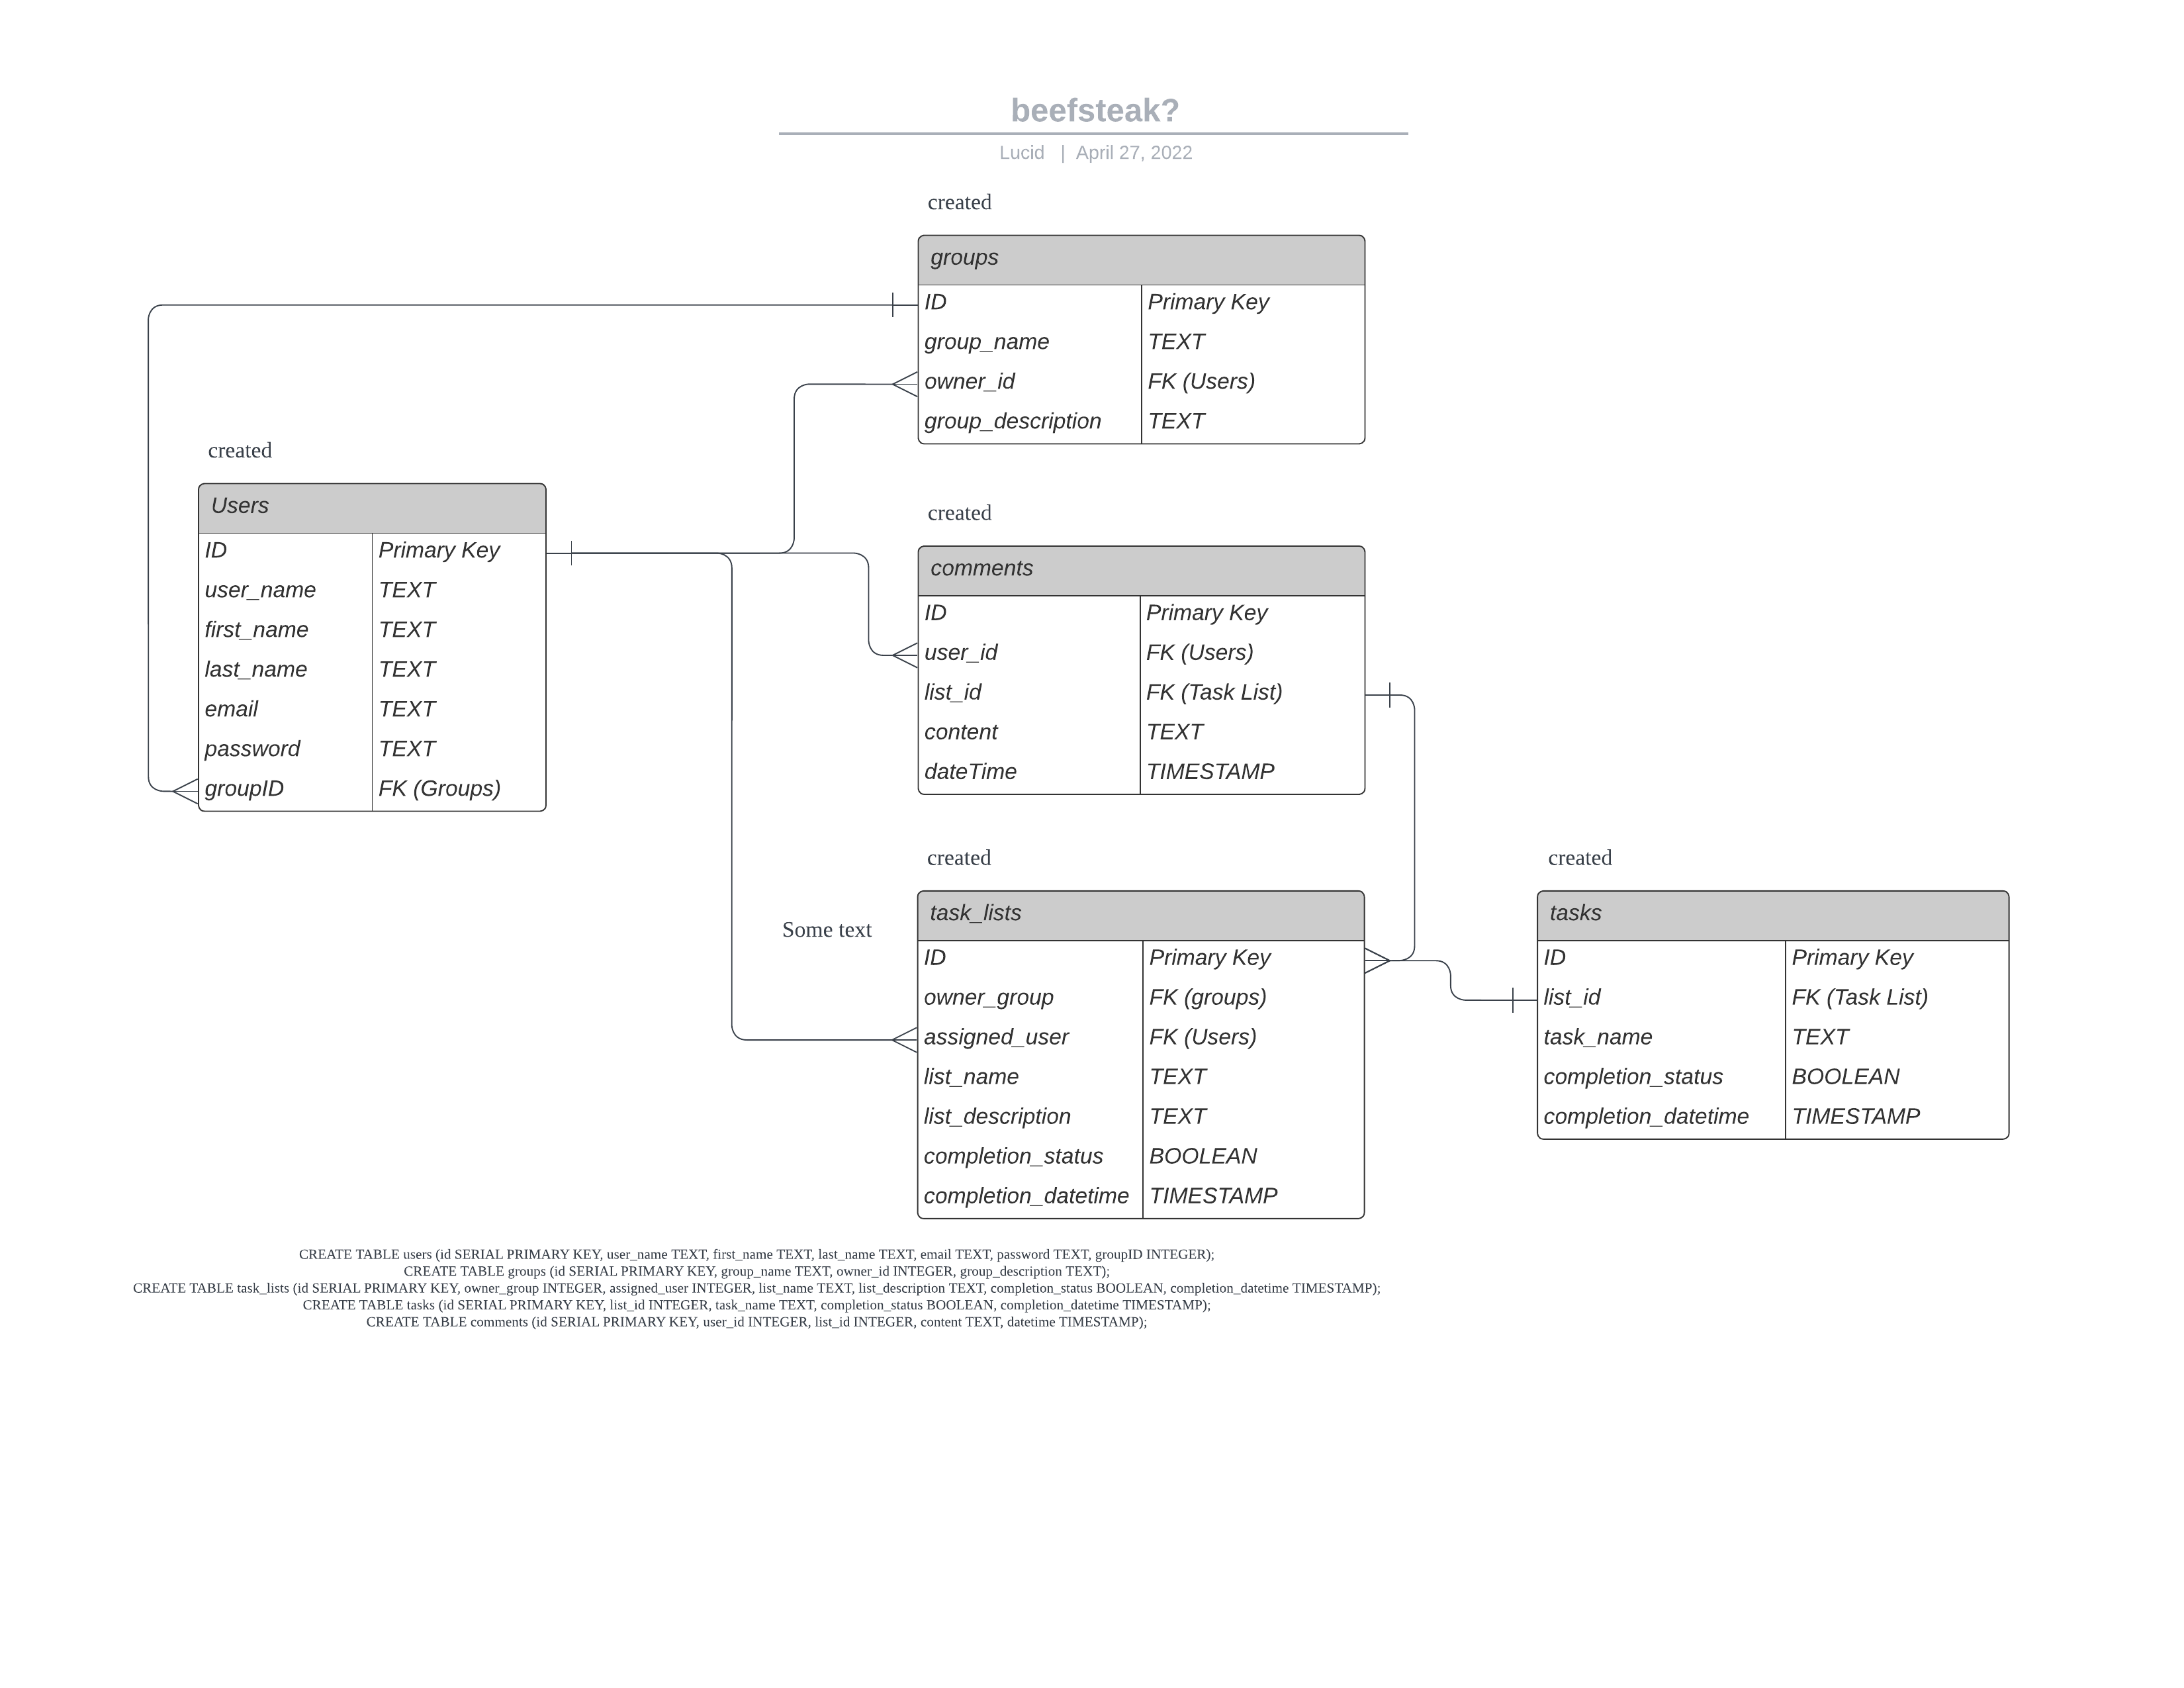 beefsteak?
Lucid | April 27, 2022
created
groups
ID Primary Key
group_name TEXT
owner_id FK (Users)
group_description TEXT
created
Users
ID Primary Key
user_name TEXT
first_name TEXT
last_name TEXT
email TEXT
password TEXT
groupID FK (Groups)
created
comments
ID Primary Key
user_id FK (Users)
list_id FK (Task List)
content TEXT
dateTime TIMESTAMP
created
Some text
task_lists
ID Primary Key
owner_group FK (groups)
assigned_user FK (Users)
list_name TEXT
list_description TEXT
completion_status BOOLEAN
completion_datetime TIMESTAMP
created
tasks
ID Primary Key
list_id FK (Task List)
task_name TEXT
completion_status BOOLEAN
completion_datetime TIMESTAMP
CREATE TABLE users (id SERIAL PRIMARY KEY, user_name TEXT, first_name TEXT, last_name TEXT, email TEXT, password TEXT, groupID INTEGER);
CREATE TABLE groups (id SERIAL PRIMARY KEY, group_name TEXT, owner_id INTEGER, group_description TEXT);
CREATE TABLE task_lists (id SERIAL PRIMARY KEY, owner_group INTEGER, assigned_user INTEGER, list_name TEXT, list_description TEXT, completion_status BOOLEAN, completion_datetime TIMESTAMP);
CREATE TABLE tasks (id SERIAL PRIMARY KEY, list_id INTEGER, task_name TEXT, completion_status BOOLEAN, completion_datetime TIMESTAMP);
CREATE TABLE comments (id SERIAL PRIMARY KEY, user_id INTEGER, list_id INTEGER, content TEXT, datetime TIMESTAMP);